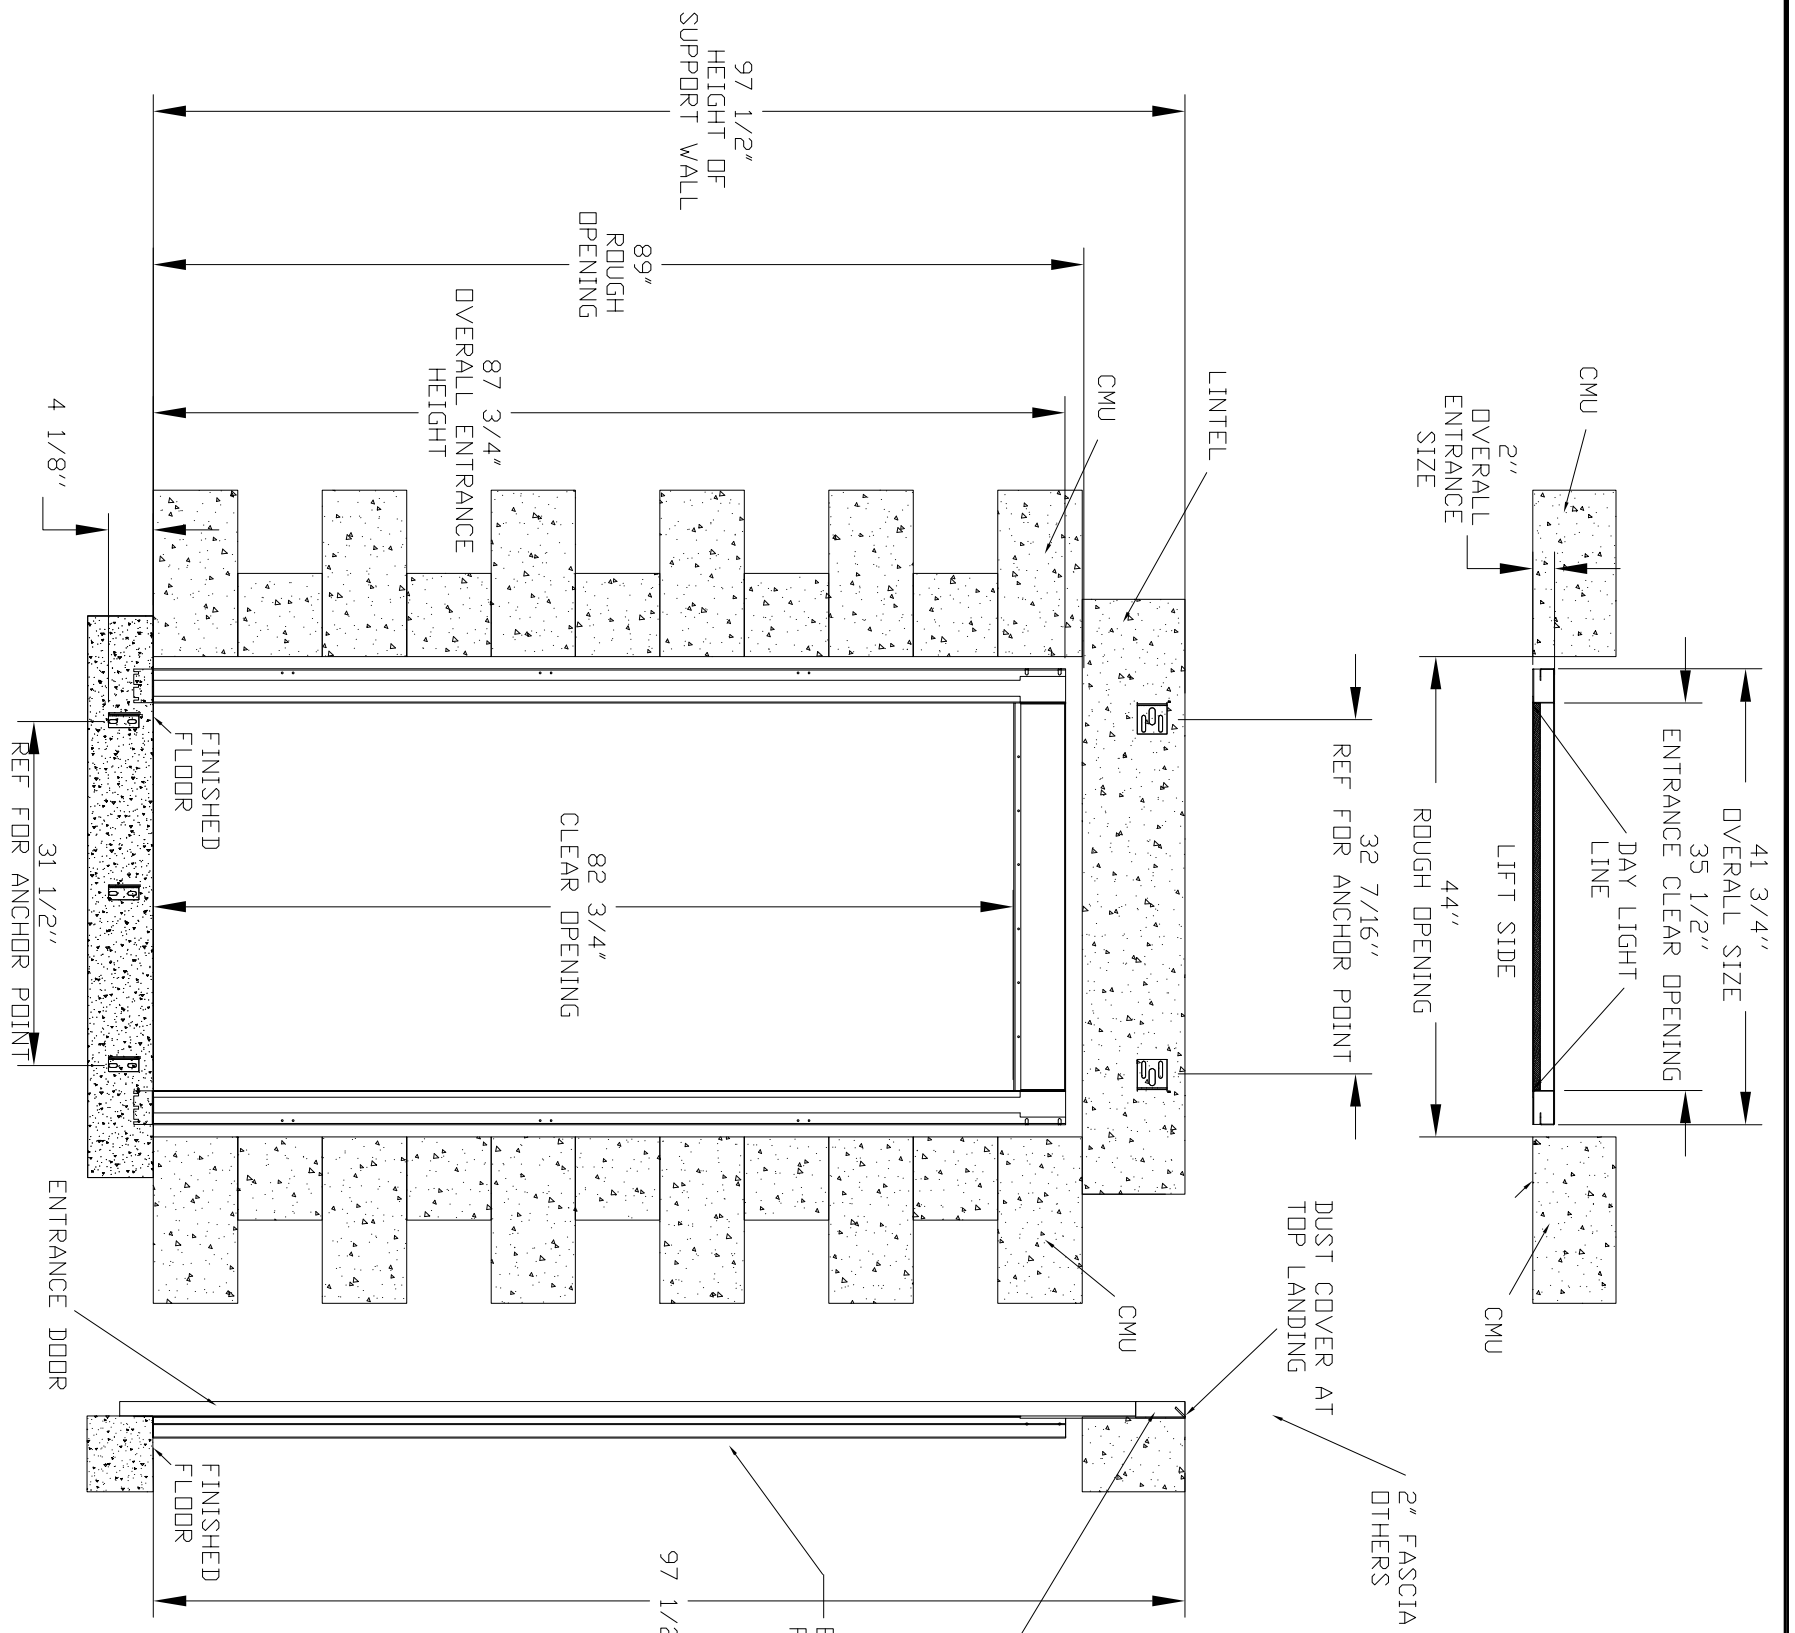 41 3/4''
OVERALL SIZE
35 1/2''
ENTRANCE CLEAR OPENING
DAY LIGHT
LINE
LIFT SIDE
44''
ROUGH OPENING
CMU
2''
OVERALL
ENTRANCE
SIZE
CMU
32 7/16''
REF FOR ANCHOR POINT
LINTEL
CMU
CMU
97 1/2"
HEIGHT OF
SUPPORT WALL
89"
ROUGH
OPENING
87 3/4"
OVERALL ENTRANCE
HEIGHT
82 3/4"
CLEAR OPENING
FINISHED
FLOOR
4 1/8''
31 1/2''
REF FOR ANCHOR POINT
2" FASCIA
OTHERS
DUST COVER AT
TOP LANDING
97 1/2
FINISHED
FLOOR
ENTRANCE DOOR